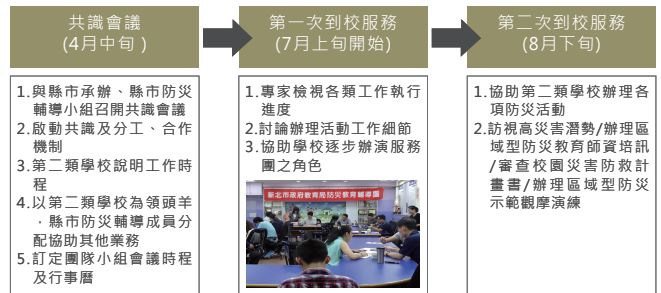 共識會議
(4月中旬 )
第一次到校服務
(7月上旬開始)
第二次到校服務
(8月下旬)
1.與縣市承辦、縣市防災
輔導小組召開共識會議
2.啟動共識及分工、合作
機制
3.第二類學校說明工作時
程
4.以第二類學校為領頭羊
，縣市防災輔導成員分
配協助其他業務
5.訂定團隊小組會議時程
及行事曆
1.專家檢視各類工作執行
進度
2.討論辦理活動工作細節
3.協助學校逐步辦演服務
團之角色
新北市政府教育局防災教育輔導團
1.協助第二類學校辦理各
項防災活動
2.訪視高災害潛勢/辦理區
域型防災教育師資培訊
/審查校園災害防救計
畫書/辦理區域型防災
示範觀摩演練